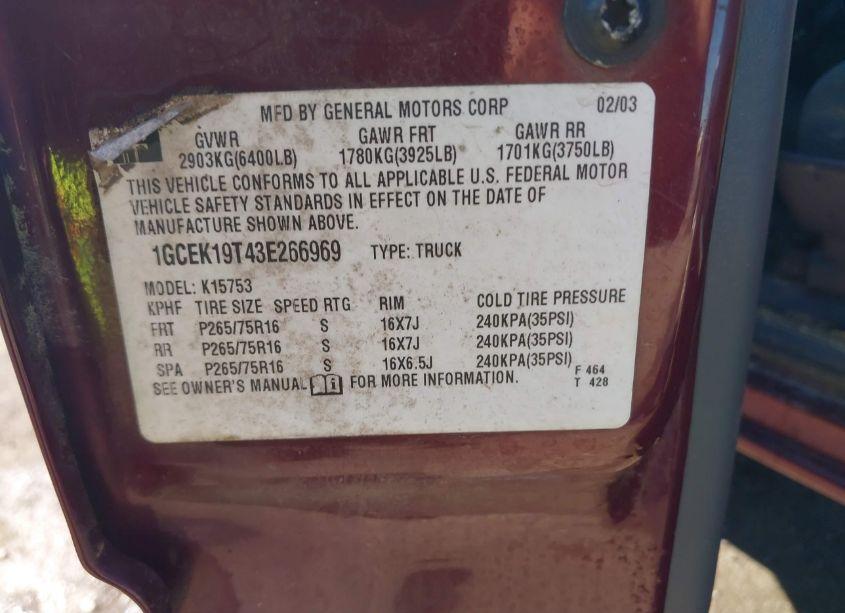 MFD BY GENERAL MOTORS CORP 02/03
GVWR GAWR FRT GAWR RR
2903KG(6400LB) 1780KG(3925LB) 1701KG(3750LB)
THIS VEHICLE CONFORMS TO ALL APPLICABLE U.S. FEDERAL MOTOR
VEHICLE SAFETY STANDARDS IN EFFECT ON THE DATE OF
MANUFACTURE SHOWN ABOVE.
1GCEK19T43E266969 TYPE: TRUCK
MODEL: K15753
KPHF TIRE SIZE SPEED RTG RIM COLD TIRE PRESSURE
FRT P265/75R16 S 16X7J 240KPA(35PSI)
RR P265/75R16 S 16X7J 240KPA(35PSI)
SPA P265/75R16 S 16X6.5J 240KPA(35PSI)
SEE OWNER'S MANUAL FOR MORE INFORMATION.
F 464
T 428